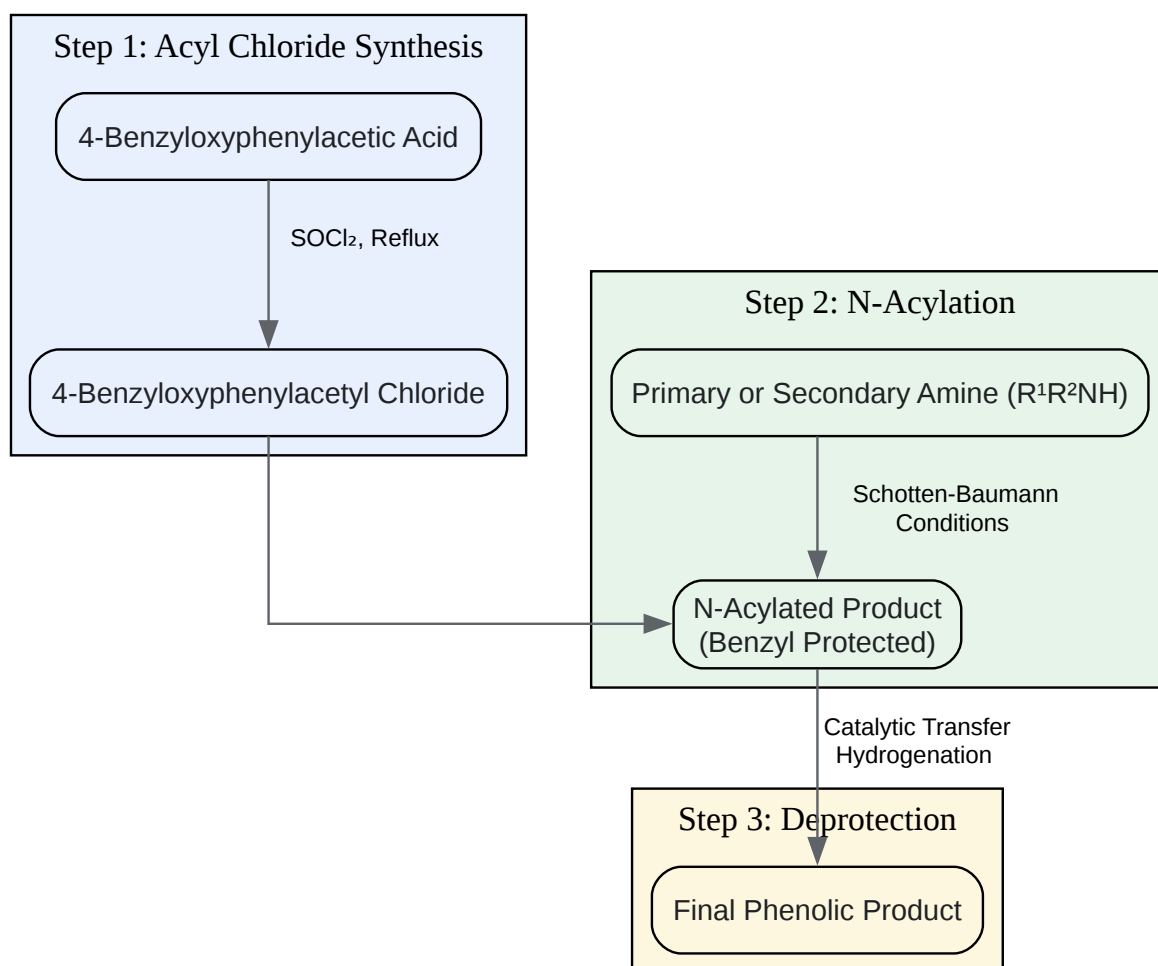 Step 1: Acyl Chloride Synthesis
4-Benzyloxyphenylacetic Acid
SOCl₂, Reflux
4-Benzyloxyphenylacetyl Chloride
Step 2: N-Acylation
Primary or Secondary Amine (R¹R²NH)
Schotten-Baumann
Conditions
N-Acylated Product
(Benzyl Protected)
Catalytic Transfer
Hydrogenation
Step 3: Deprotection
Final Phenolic Product